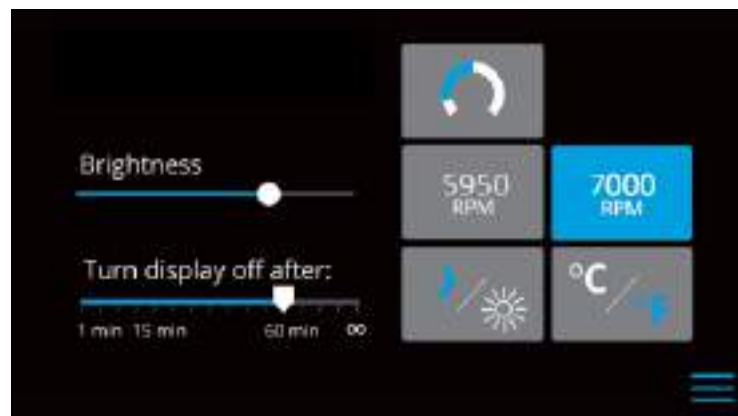 Brightness
5950
RPM
7000
RPM
Turn display off after:
1 min 15 min 60 min ∞
°C/°F